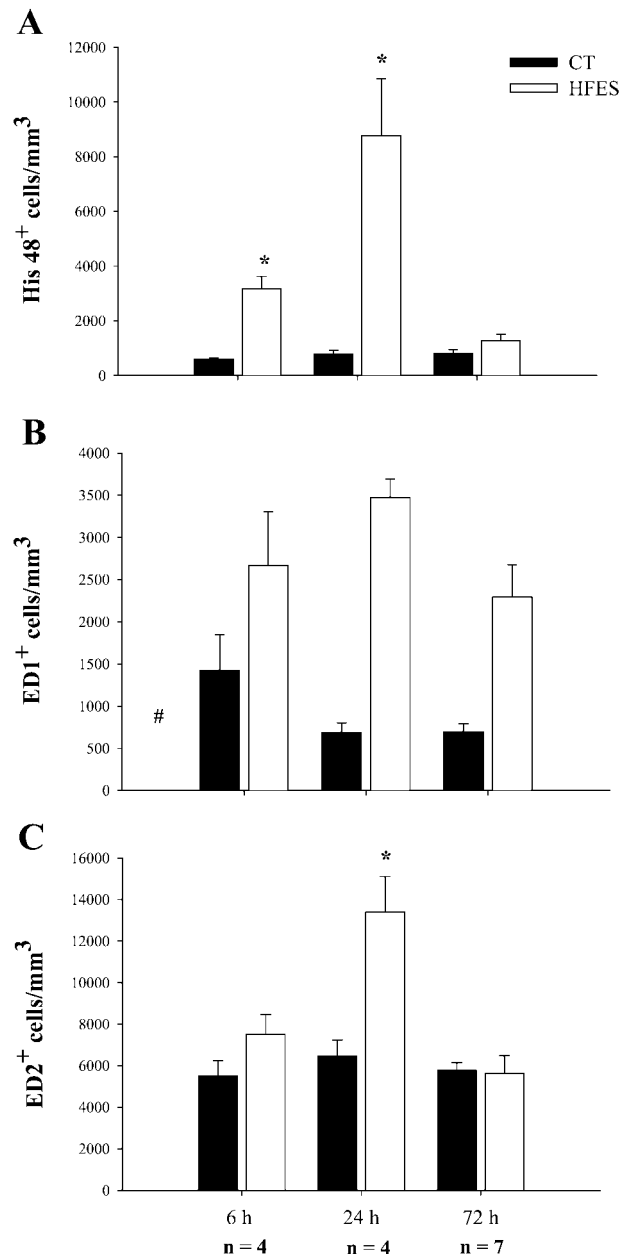 A
12000
10000
8000
6000
4000
2000
0
His 48⁺ cells/mm³
*
*
CT
HFES
B
4000
3500
3000
2500
2000
1500
1000
500
0
ED1⁺ cells/mm³
#
C
16000
14000
12000
10000
8000
6000
4000
2000
0
ED2⁺ cells/mm³
*
6 h 24 h 72 h
n = 4 n = 4 n = 7